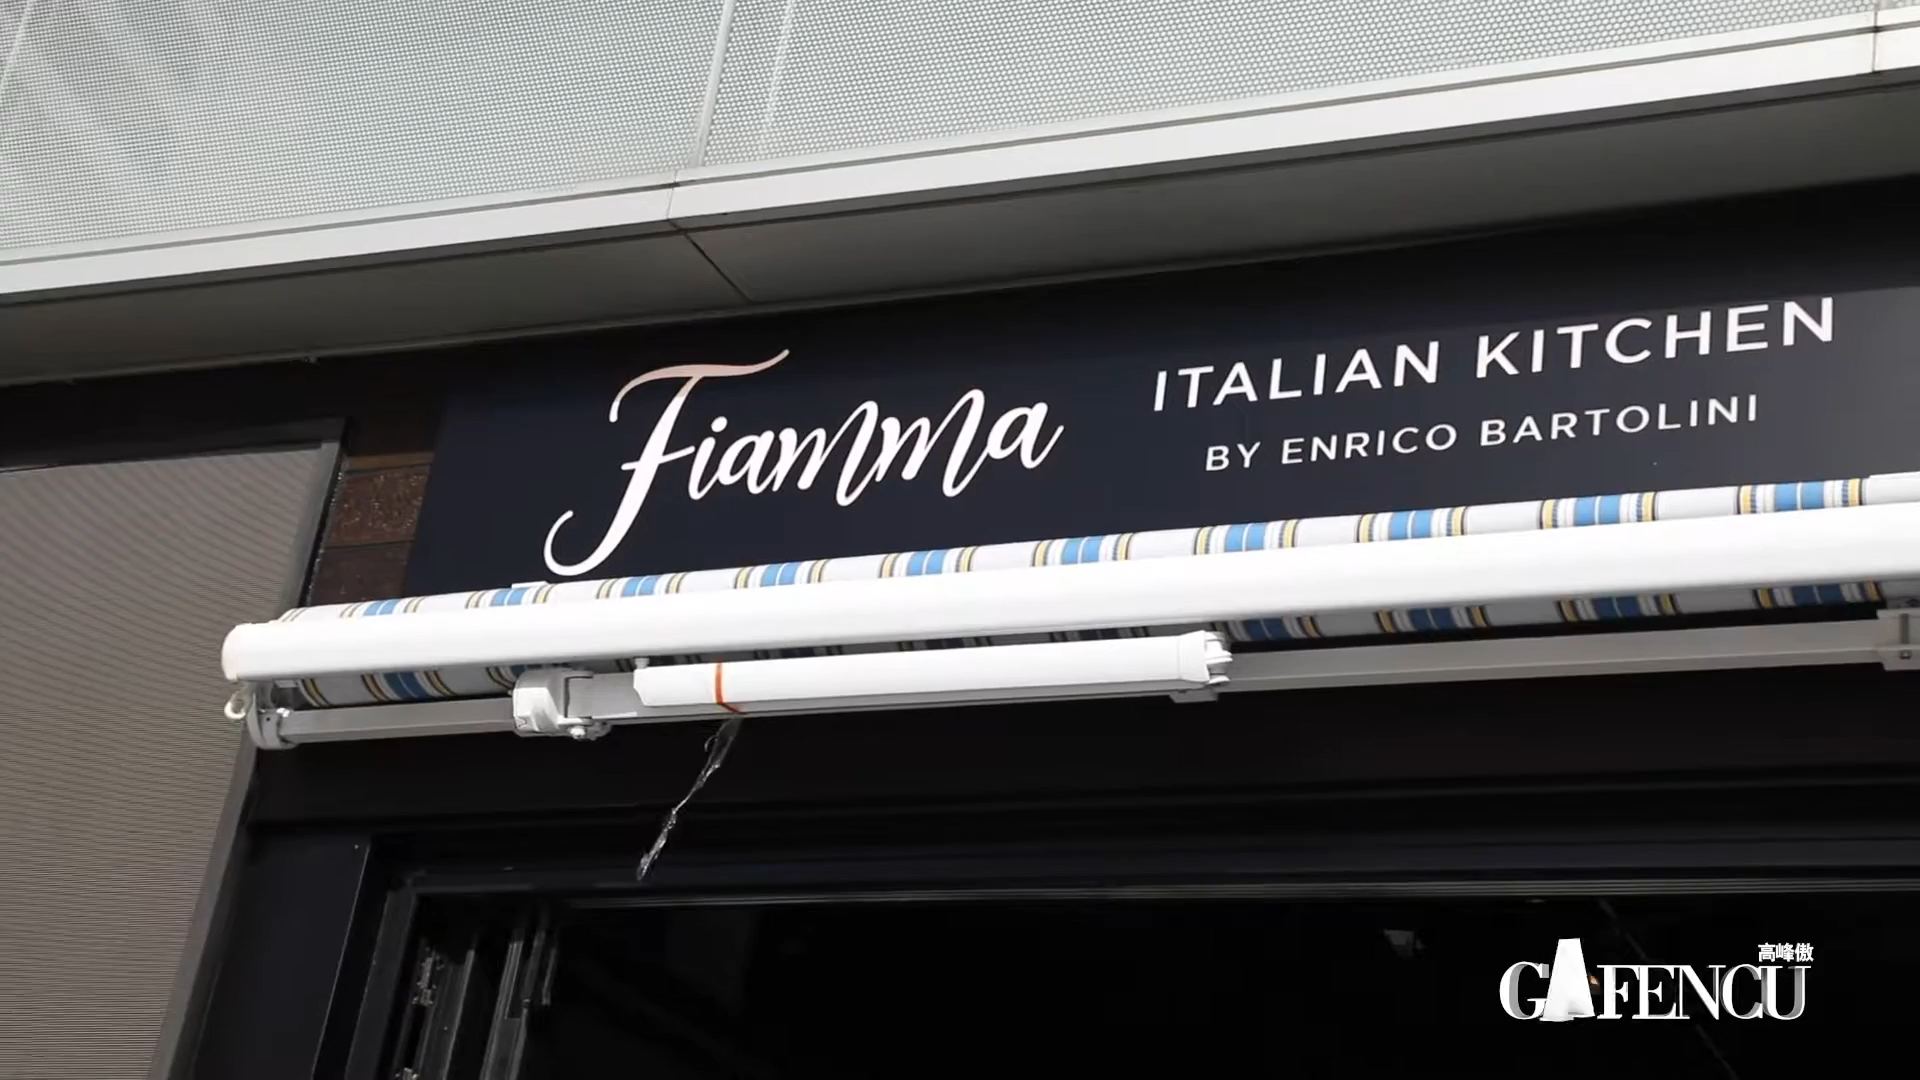 Fiamma
ITALIAN KITCHEN
BY ENRICO BARTOLINI
高峰傲
GAFENCU